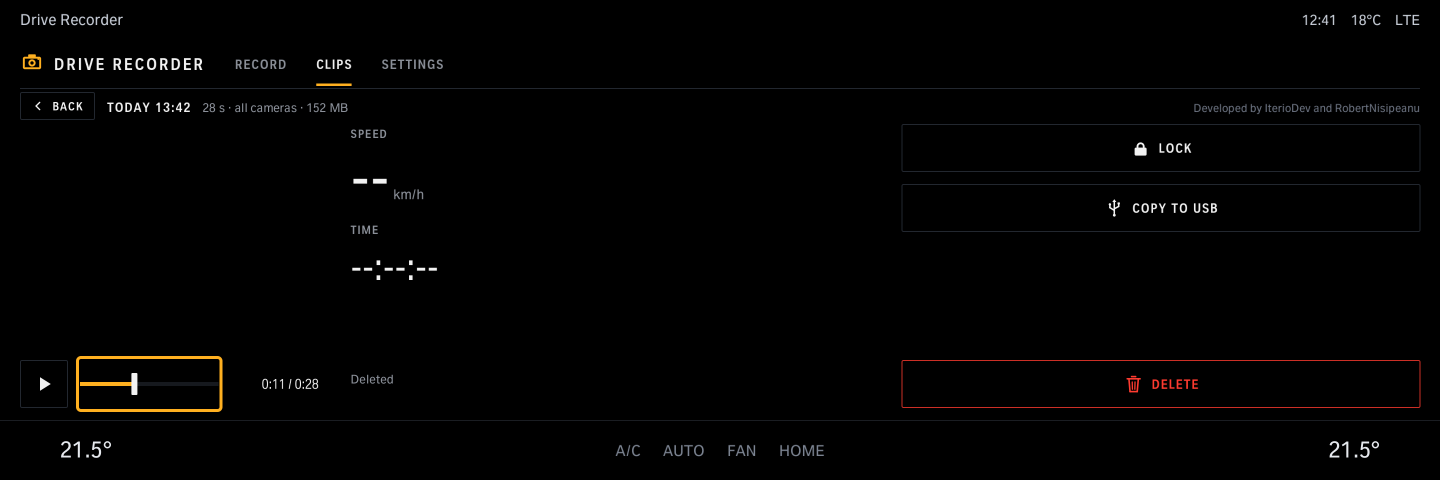 Drive Recorder
12:41 18°C LTE
DRIVE RECORDER RECORD CLIPS SETTINGS
BACK TODAY 13:42 28 s · all cameras · 152 MB
Developed by IterioDev and RobertNisipeanu
SPEED
-- km/h
TIME
--:--:--
LOCK
COPY TO USB
0:11 / 0:28
Deleted
DELETE
21.5° A/C AUTO FAN HOME 21.5°